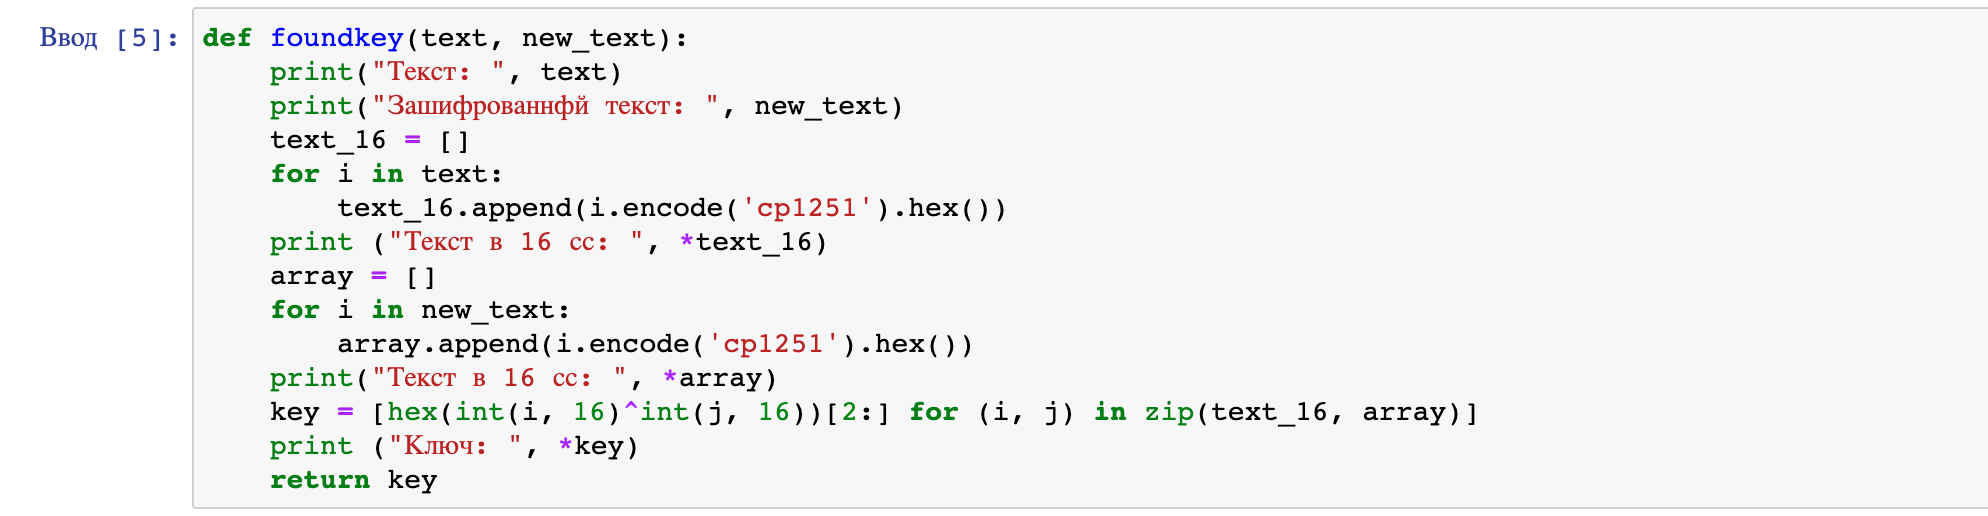 Ввод [5]: def foundkey(text, new_text):
    print("Текст: ", text)
    print("Зашифрованнфй текст: ", new_text)
    text_16 = []
    for i in text:
        text_16.append(i.encode('cp1251').hex())
    print ("Текст в 16 сс: ", *text_16)
    array = []
    for i in new_text:
        array.append(i.encode('cp1251').hex())
    print("Текст в 16 сс: ", *array)
    key = [hex(int(i, 16)^int(j, 16))[2:] for (i, j) in zip(text_16, array)]
    print ("Ключ: ", *key)
    return key